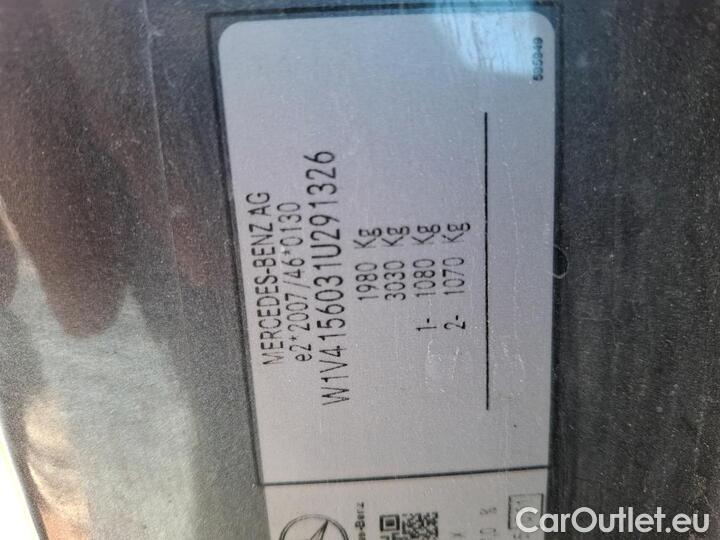 MERCEDES-BENZ AG
e2*2007/46*0130
W1V4156031U291326
1980 Kg
3030 Kg
1- 1080 Kg
2- 1070 Kg
CarOutlet.eu